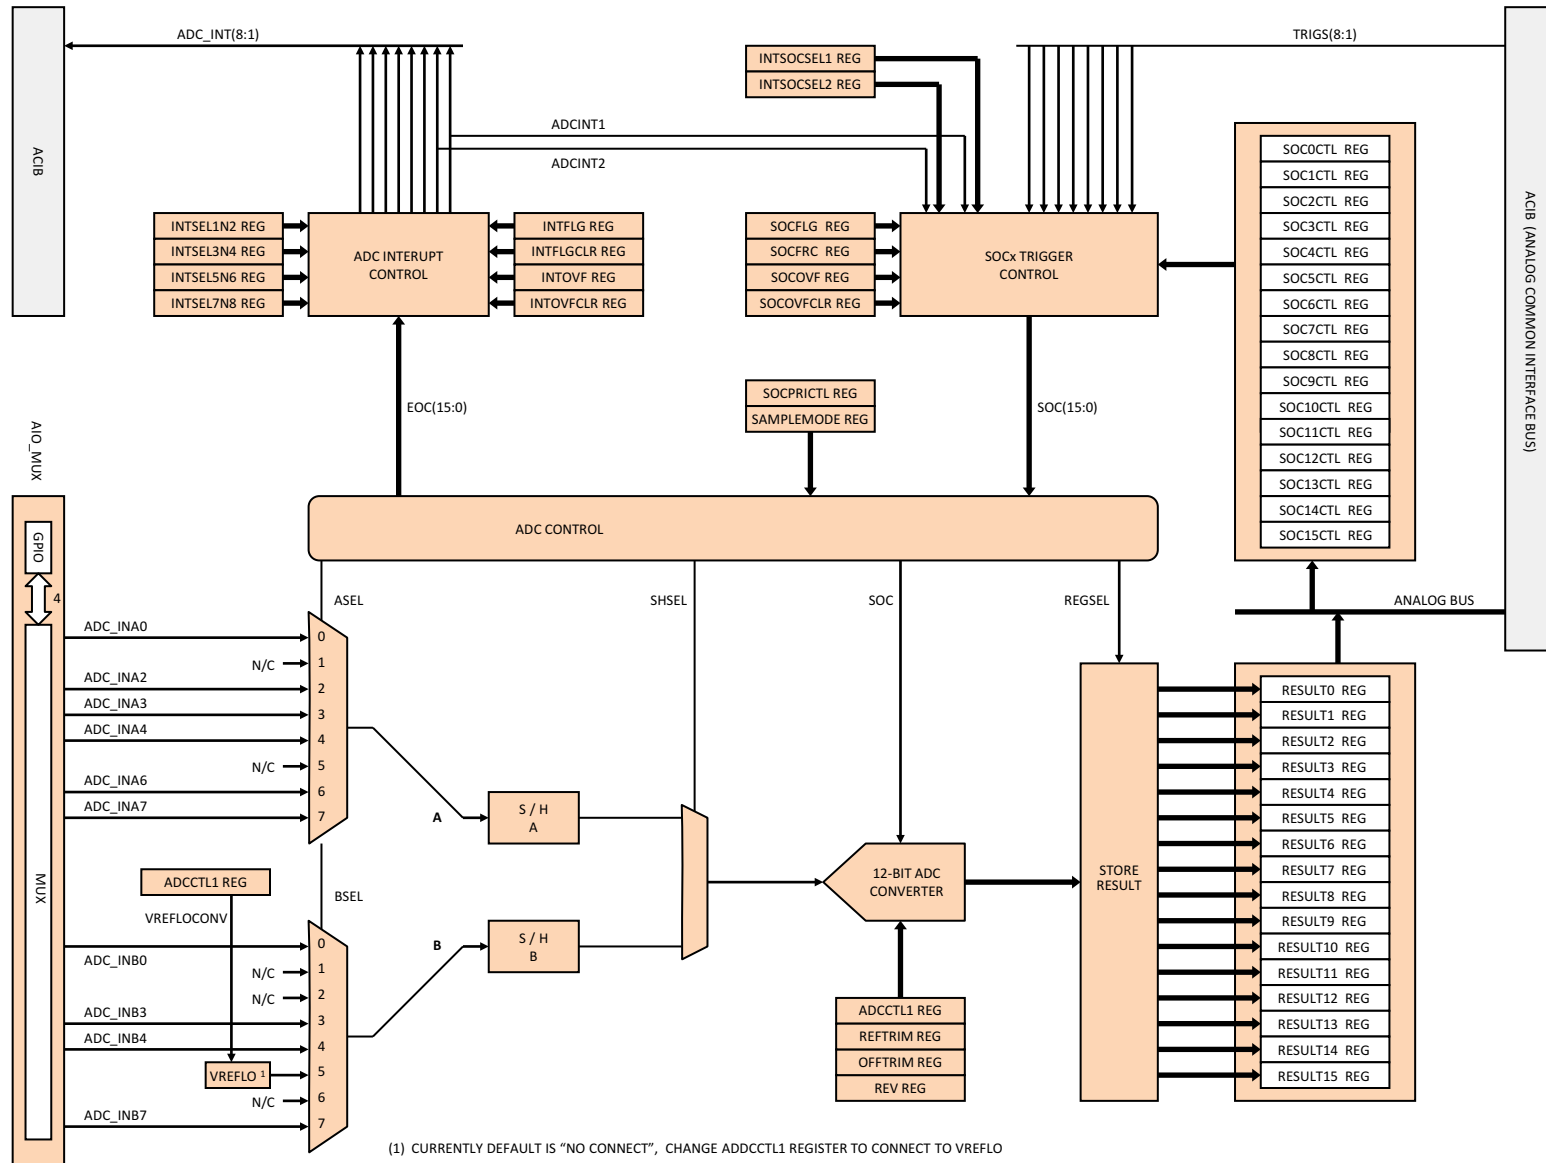 ADC_INT(8:1)
TRIGS(8:1)
INTSOCSEL1 REG
INTSOCSEL2 REG
ADCINT1
ADCINT2
ACIB
ACIB (ANALOG COMMON INTERFACE BUS)
INTSEL1N2 REG
INTSEL3N4 REG
INTSEL5N6 REG
INTSEL7N8 REG
ADC INTERUPT
CONTROL
INTFLG REG
INTFLGCLR REG
INTOVF REG
INTOVFCLR REG
SOCFLG REG
SOCFRC REG
SOCOVF REG
SOCOVFCLR REG
SOCx TRIGGER
CONTROL
SOC0CTL REG
SOC1CTL REG
SOC2CTL REG
SOC3CTL REG
SOC4CTL REG
SOC5CTL REG
SOC6CTL REG
SOC7CTL REG
SOC8CTL REG
SOC9CTL REG
SOC10CTL REG
SOC11CTL REG
SOC12CTL REG
SOC13CTL REG
SOC14CTL REG
SOC15CTL REG
EOC(15:0)
SOCPRICTL REG
SAMPLEMODE REG
SOC(15:0)
AIO_MUX
GPIO
4
MUX
ADC CONTROL
ASEL
SHSEL
SOC
REGSEL
ANALOG BUS
ADC_INA0
N/C
ADC_INA2
ADC_INA3
ADC_INA4
N/C
ADC_INA6
ADC_INA7
0
1
2
3
4
5
6
7
A
S / H
A
ADCCTL1 REG
VREFLOCONV
BSEL
ADC_INB0
N/C
N/C
ADC_INB3
ADC_INB4
VREFLO 1
N/C
ADC_INB7
0
1
2
3
4
5
6
7
B
S / H
B
12-BIT ADC
CONVERTER
ADCCTL1 REG
REFTRIM REG
OFFTRIM REG
REV REG
STORE
RESULT
RESULT0 REG
RESULT1 REG
RESULT2 REG
RESULT3 REG
RESULT4 REG
RESULT5 REG
RESULT6 REG
RESULT7 REG
RESULT8 REG
RESULT9 REG
RESULT10 REG
RESULT11 REG
RESULT12 REG
RESULT13 REG
RESULT14 REG
RESULT15 REG
(1) CURRENTLY DEFAULT IS “NO CONNECT”, CHANGE ADDCCTL1 REGISTER TO CONNECT TO VREFLO